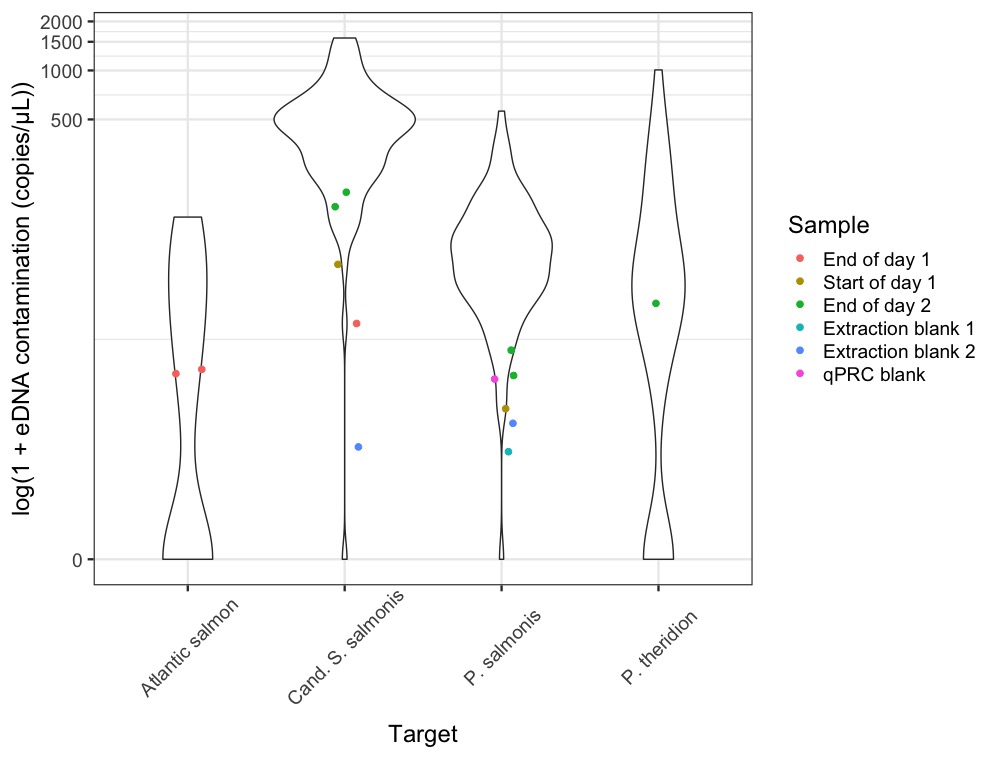 2000
1500
1000
500
0
log(1 + eDNA contamination (copies/µL))
Atlantic salmon
Cand. S. salmonis
P. salmonis
P. theridion
Target
Sample
End of day 1
Start of day 1
End of day 2
Extraction blank 1
Extraction blank 2
qPRC blank